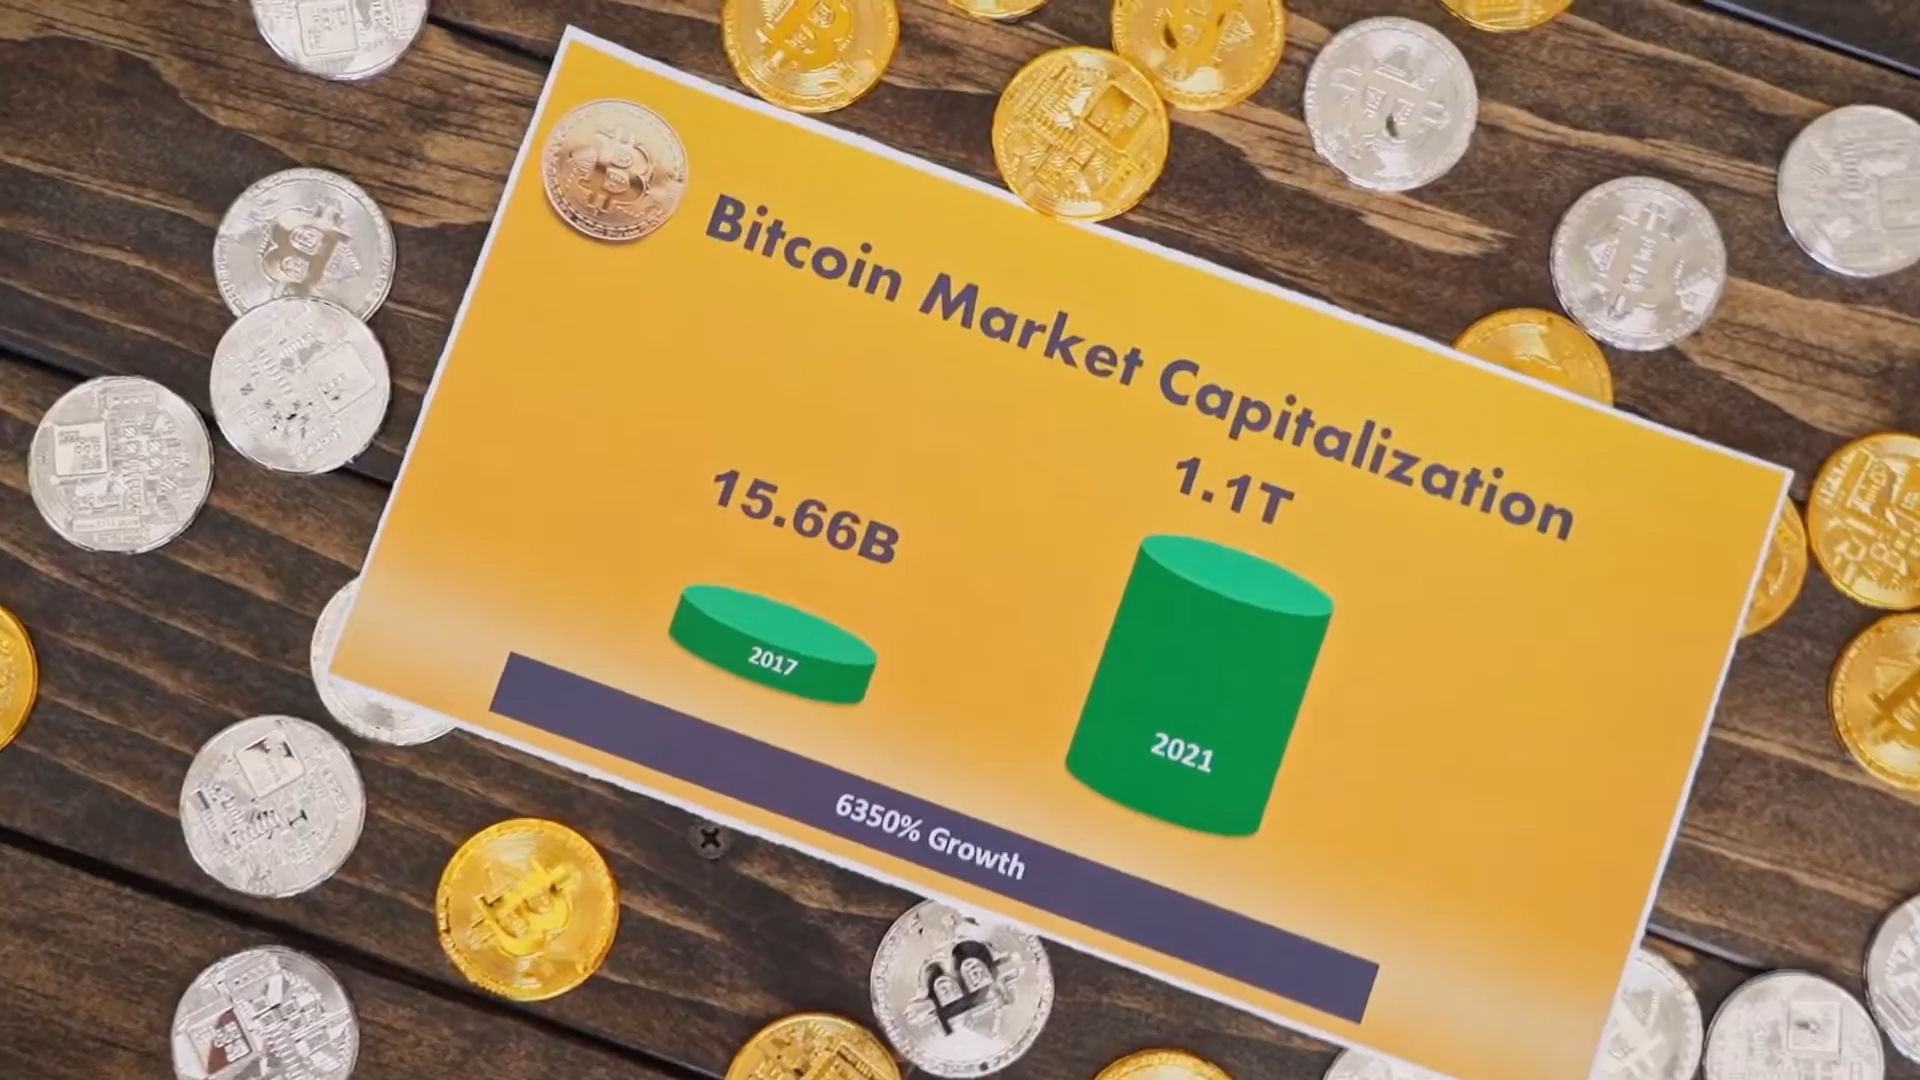 Bitcoin Market Capitalization
15.66B
1.1T
2017
2021
6350% Growth